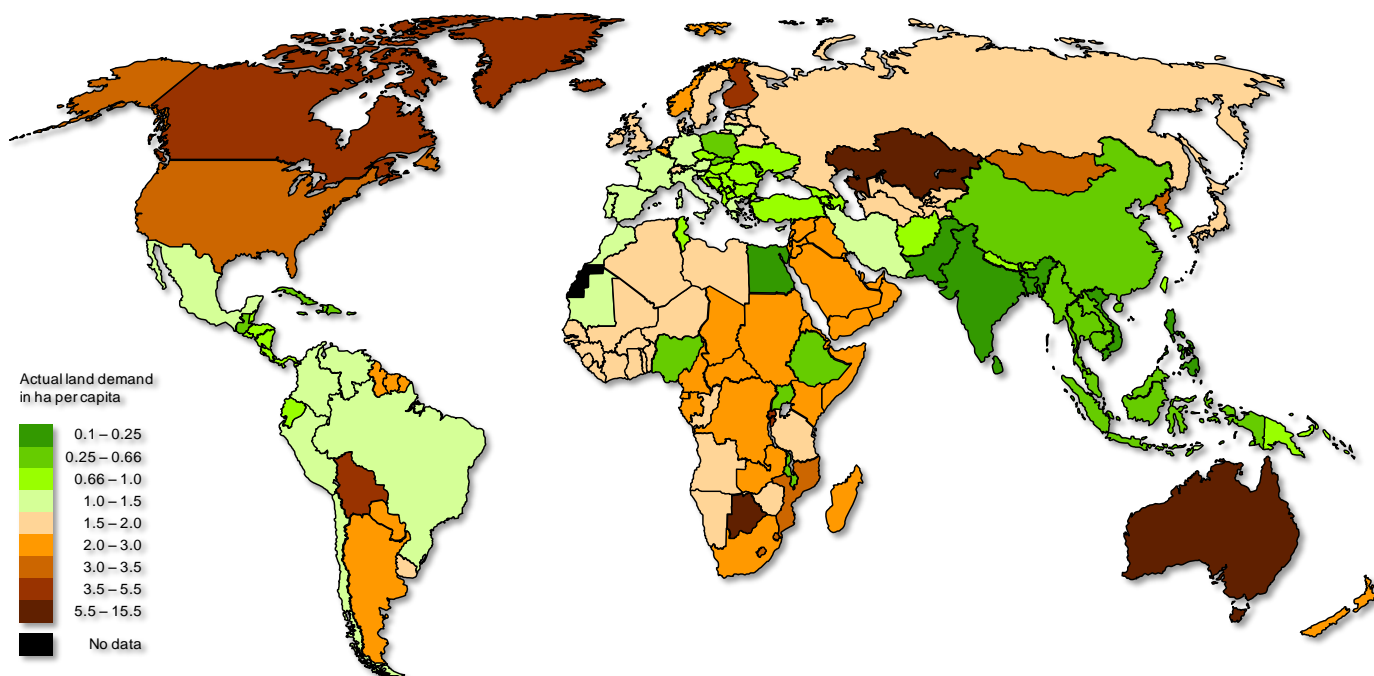 Actual land demand
in ha per capita
0.1 – 0.25
0.25 – 0.66
0.66 – 1.0
1.0 – 1.5
1.5 – 2.0
2.0 – 3.0
3.0 – 3.5
3.5 – 5.5
5.5 – 15.5
No data